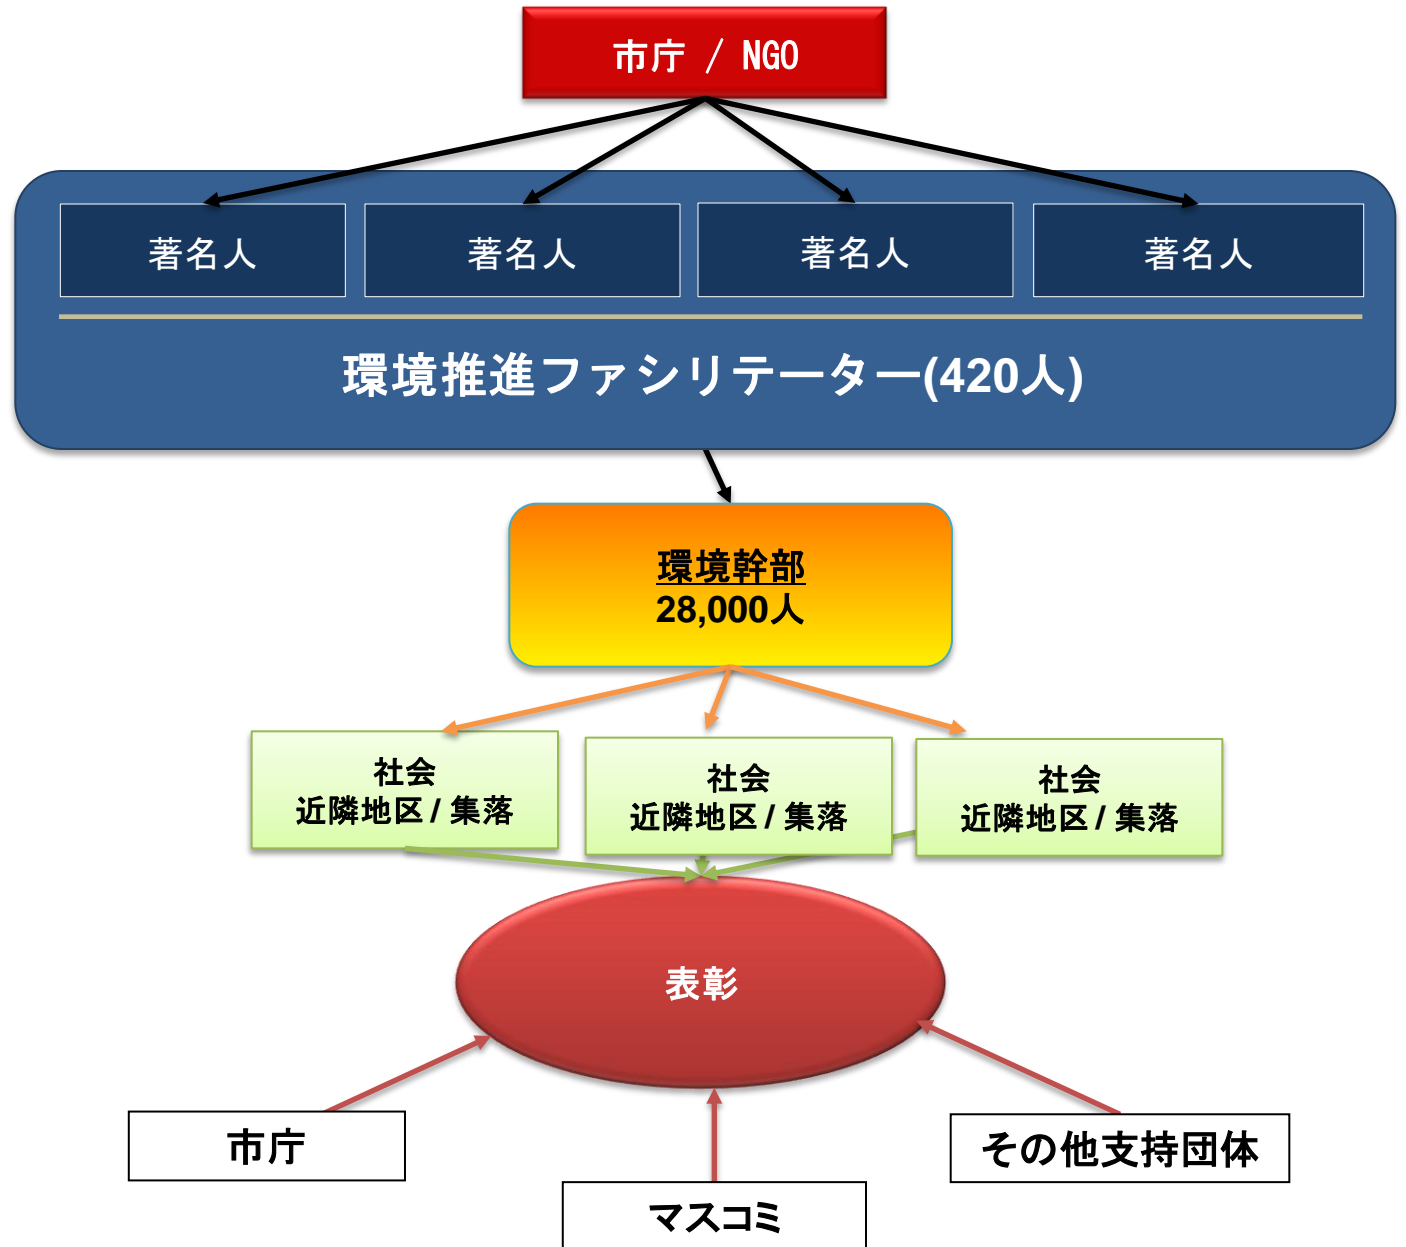 市庁 / NGO
著名人
著名人
著名人
著名人
環境推進ファシリテーター(420人)
環境幹部
28,000人
社会
近隣地区 / 集落
社会
近隣地区 / 集落
社会
近隣地区 / 集落
表彰
市庁
マスコミ
その他支持団体